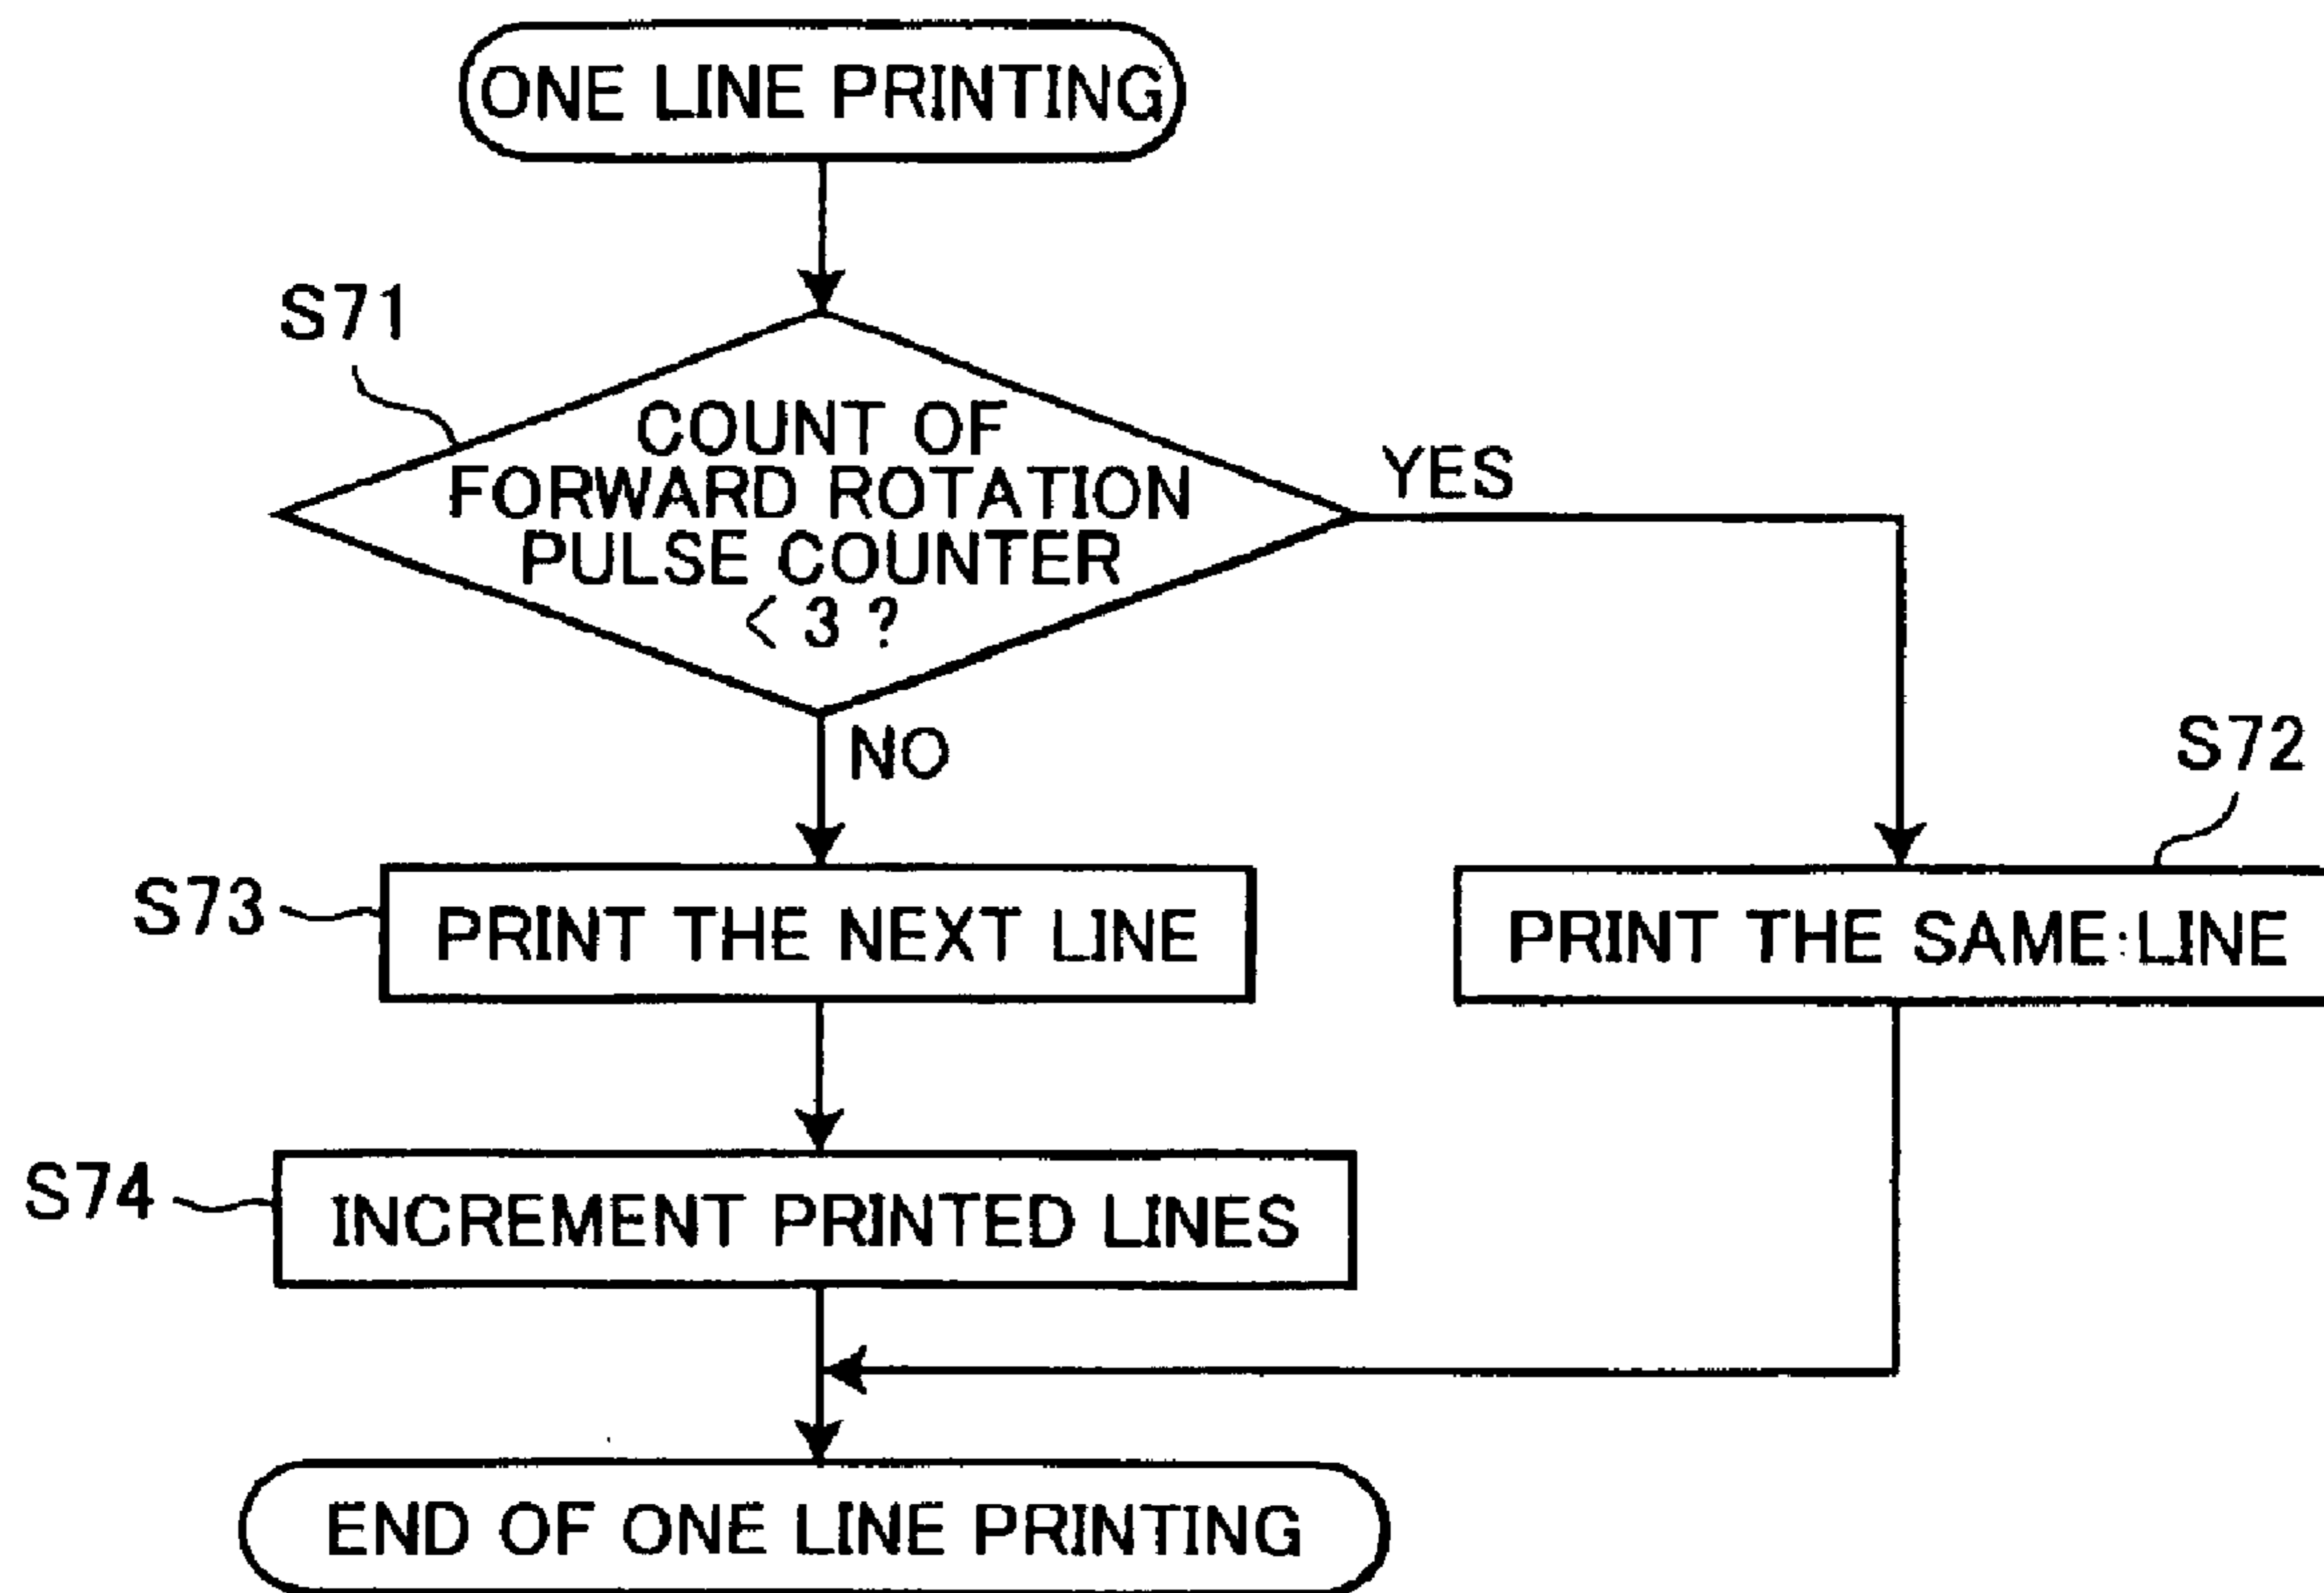 ONE LINE PRINTING
S71
COUNT OF
FORWARD ROTATION
PULSE COUNTER
< 3 ?
YES
NO
S72
S73
PRINT THE NEXT LINE
PRINT THE SAME LINE
S74
INCREMENT PRINTED LINES
END OF ONE LINE PRINTING